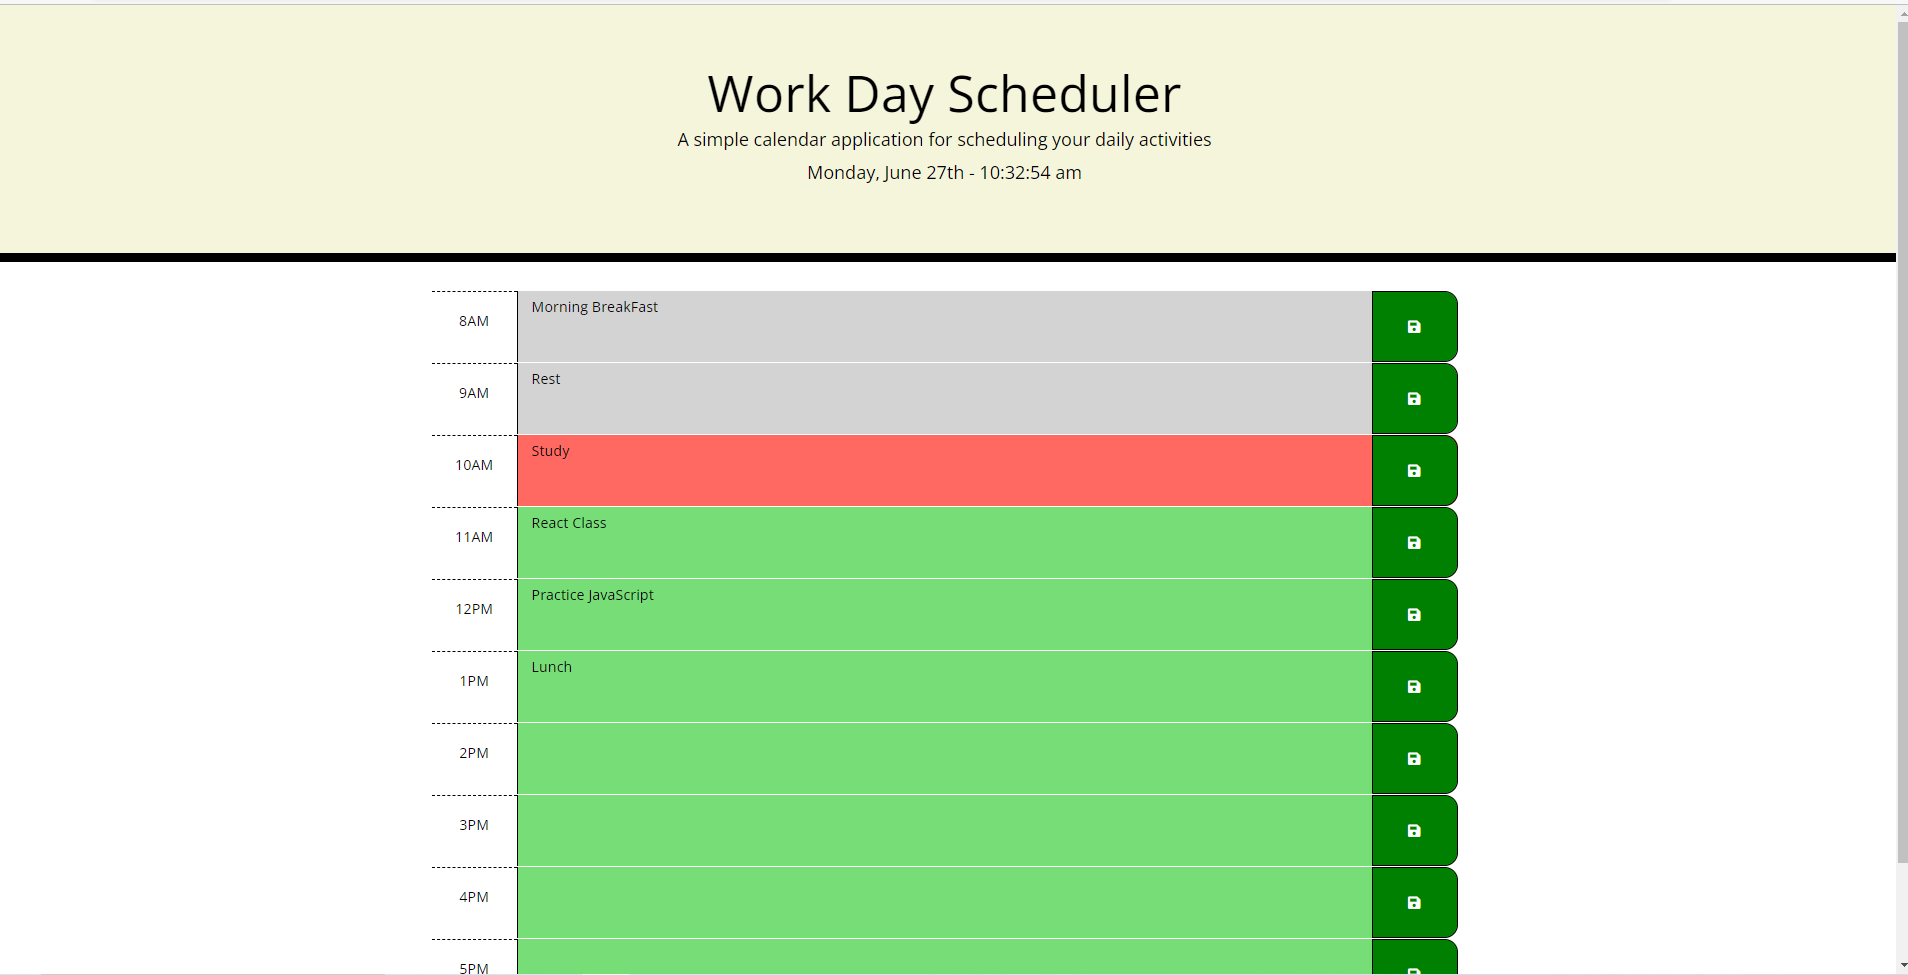 Work Day Scheduler
A simple calendar application for scheduling your daily activities
Monday, June 27th - 10:32:54 am
8AM Morning BreakFast
9AM Rest
10AM Study
11AM React Class
12PM Practice JavaScript
1PM Lunch
2PM
3PM
4PM
5PM